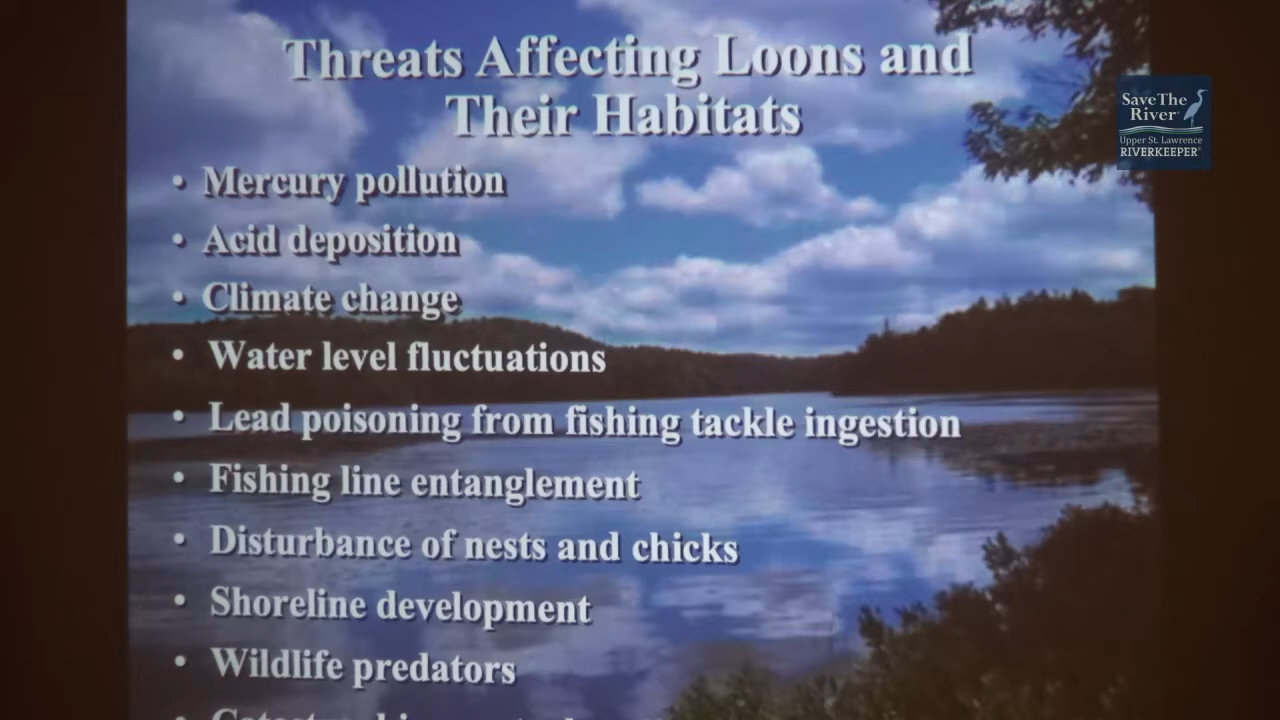 Threats Affecting Loons and
Their Habitats
• Mercury pollution
• Acid deposition
• Climate change
• Water level fluctuations
• Lead poisoning from fishing tackle ingestion
• Fishing line entanglement
• Disturbance of nests and chicks
• Shoreline development
• Wildlife predators
Save The
River
Upper St. Lawrence
RIVERKEEPER®